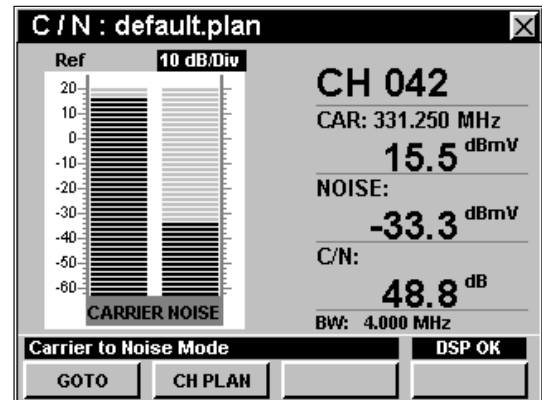 C / N : default.plan
Ref 10 dB/Div
20
10
0
-10
-20
-30
-40
-50
-60
CARRIER NOISE
CH 042
CAR: 331.250 MHz
15.5 dBmV
NOISE:
-33.3 dBmV
C/N:
48.8 dB
BW: 4.000 MHz
Carrier to Noise Mode DSP OK
GOTO CH PLAN